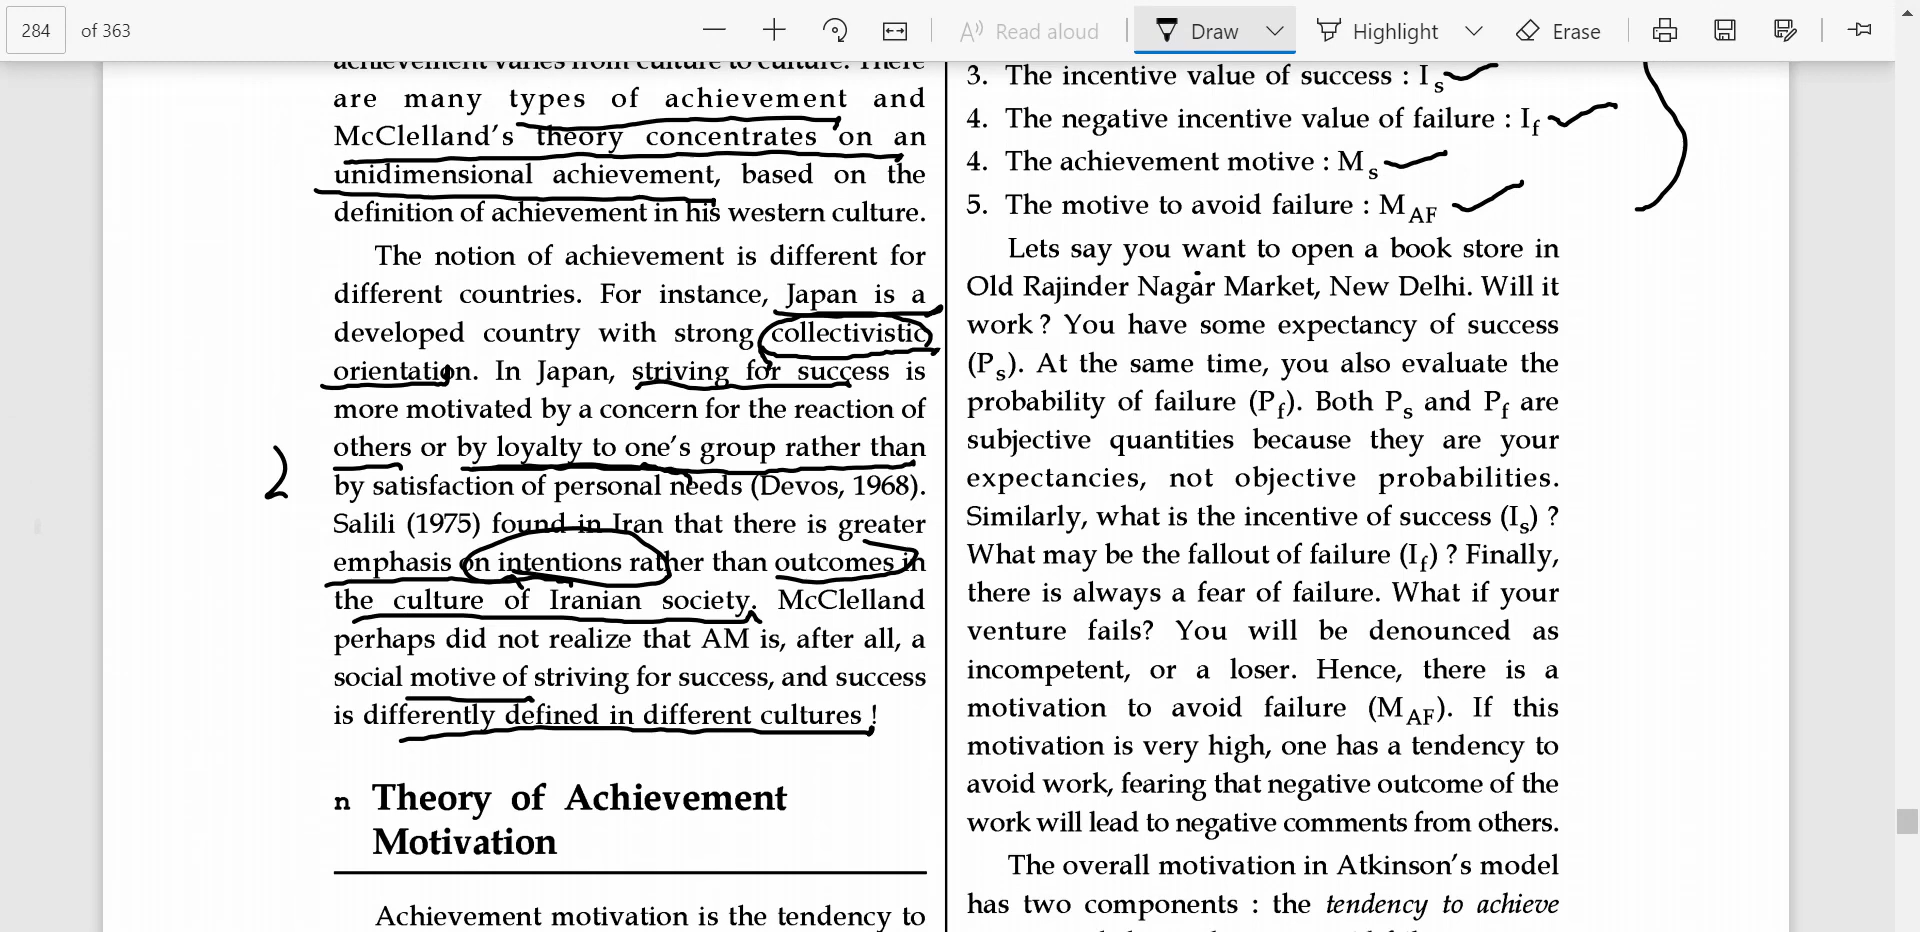 284 of 363
Read aloud
Draw
Highlight
Erase
achievement varies from culture to culture. There
are many types of achievement and
McClelland's theory concentrates on an
unidimensional achievement, based on the
definition of achievement in his western culture.
The notion of achievement is different for
different countries. For instance, Japan is a
developed country with strong collectivistic
orientation. In Japan, striving for success is
more motivated by a concern for the reaction of
others or by loyalty to one's group rather than
by satisfaction of personal needs (Devos, 1968).
Salili (1975) found in Iran that there is greater
emphasis on intentions rather than outcomes in
the culture of Iranian society. McClelland
perhaps did not realize that AM is, after all, a
social motive of striving for success, and success
is differently defined in different cultures !
2
n Theory of Achievement
Motivation
Achievement motivation is the tendency to
3. The incentive value of success : Is
4. The negative incentive value of failure : If
4. The achievement motive : Ms
5. The motive to avoid failure : MAF
Lets say you want to open a book store in
Old Rajinder Nagar Market, New Delhi. Will it
work ? You have some expectancy of success
(Ps). At the same time, you also evaluate the
probability of failure (Pf). Both Ps and Pf are
subjective quantities because they are your
expectancies, not objective probabilities.
Similarly, what is the incentive of success (Is) ?
What may be the fallout of failure (If) ? Finally,
there is always a fear of failure. What if your
venture fails? You will be denounced as
incompetent, or a loser. Hence, there is a
motivation to avoid failure (MAF). If this
motivation is very high, one has a tendency to
avoid work, fearing that negative outcome of the
work will lead to negative comments from others.
The overall motivation in Atkinson's model
has two components : the tendency to achieve